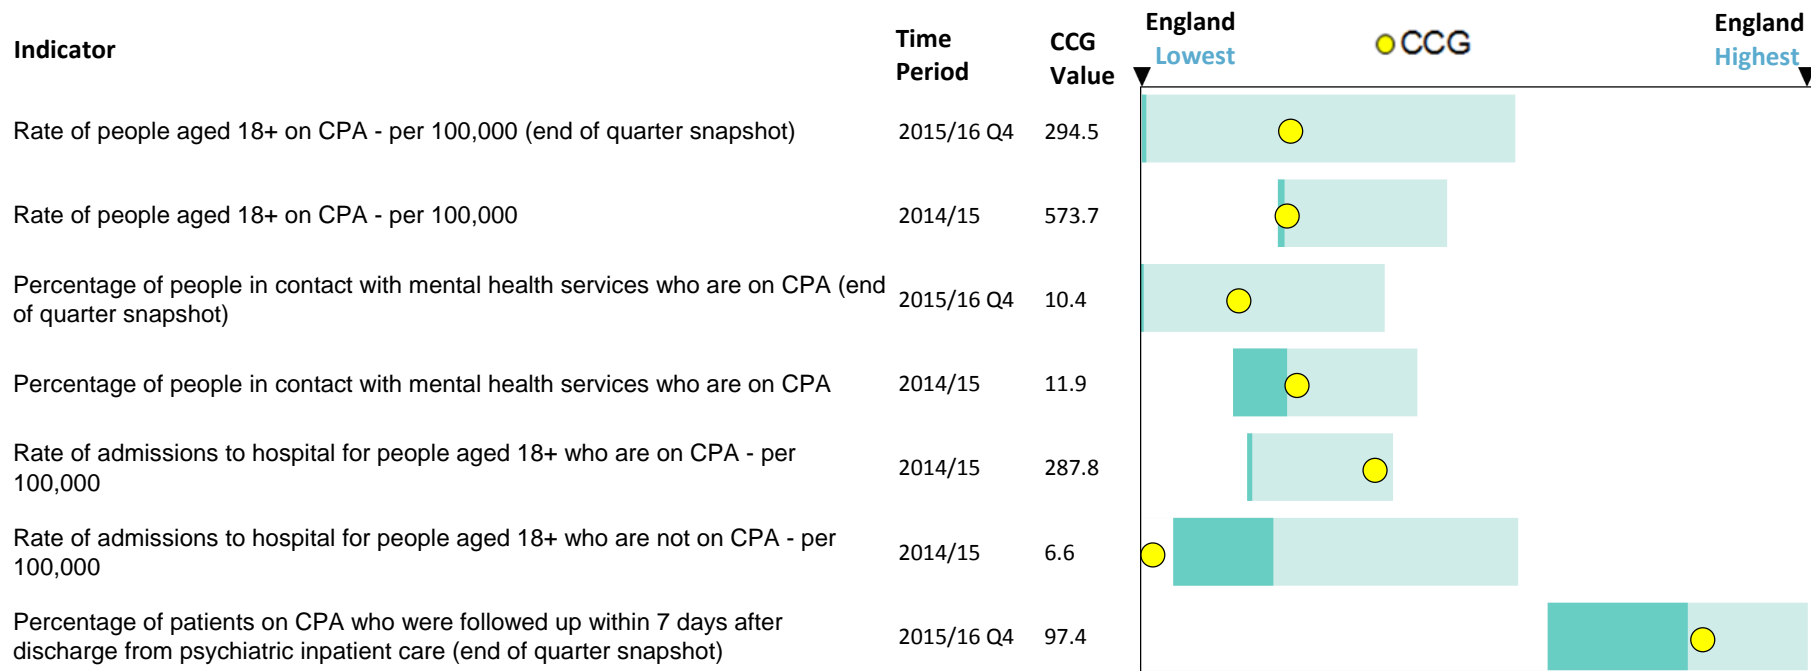 Indicator
Time
Period
CCG
Value
England
Lowest
CCG
England
Highest
Rate of people aged 18+ on CPA - per 100,000 (end of quarter snapshot)
2015/16 Q4
294.5
Rate of people aged 18+ on CPA - per 100,000
2014/15
573.7
Percentage of people in contact with mental health services who are on CPA (end
of quarter snapshot)
2015/16 Q4
10.4
Percentage of people in contact with mental health services who are on CPA
2014/15
11.9
Rate of admissions to hospital for people aged 18+ who are on CPA - per
100,000
2014/15
287.8
Rate of admissions to hospital for people aged 18+ who are not on CPA - per
100,000
2014/15
6.6
Percentage of patients on CPA who were followed up within 7 days after
discharge from psychiatric inpatient care (end of quarter snapshot)
2015/16 Q4
97.4